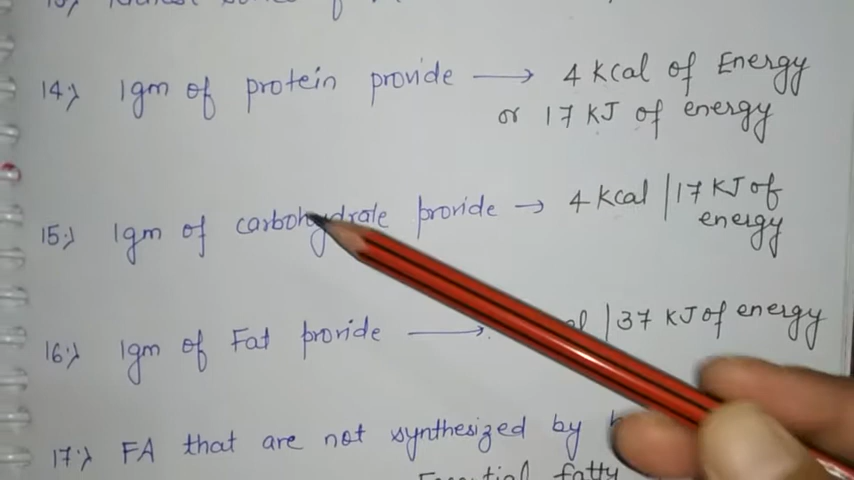 14⟩ 1gm of protein provide → 4 Kcal of Energy
or 17 KJ of energy
15⟩ 1gm of carbohydrate provide → 4 Kcal | 17 KJ of
energy
16⟩ 1gm of Fat provide → | 37 KJ of energy
17⟩ FA that are not synthesized by
fatty